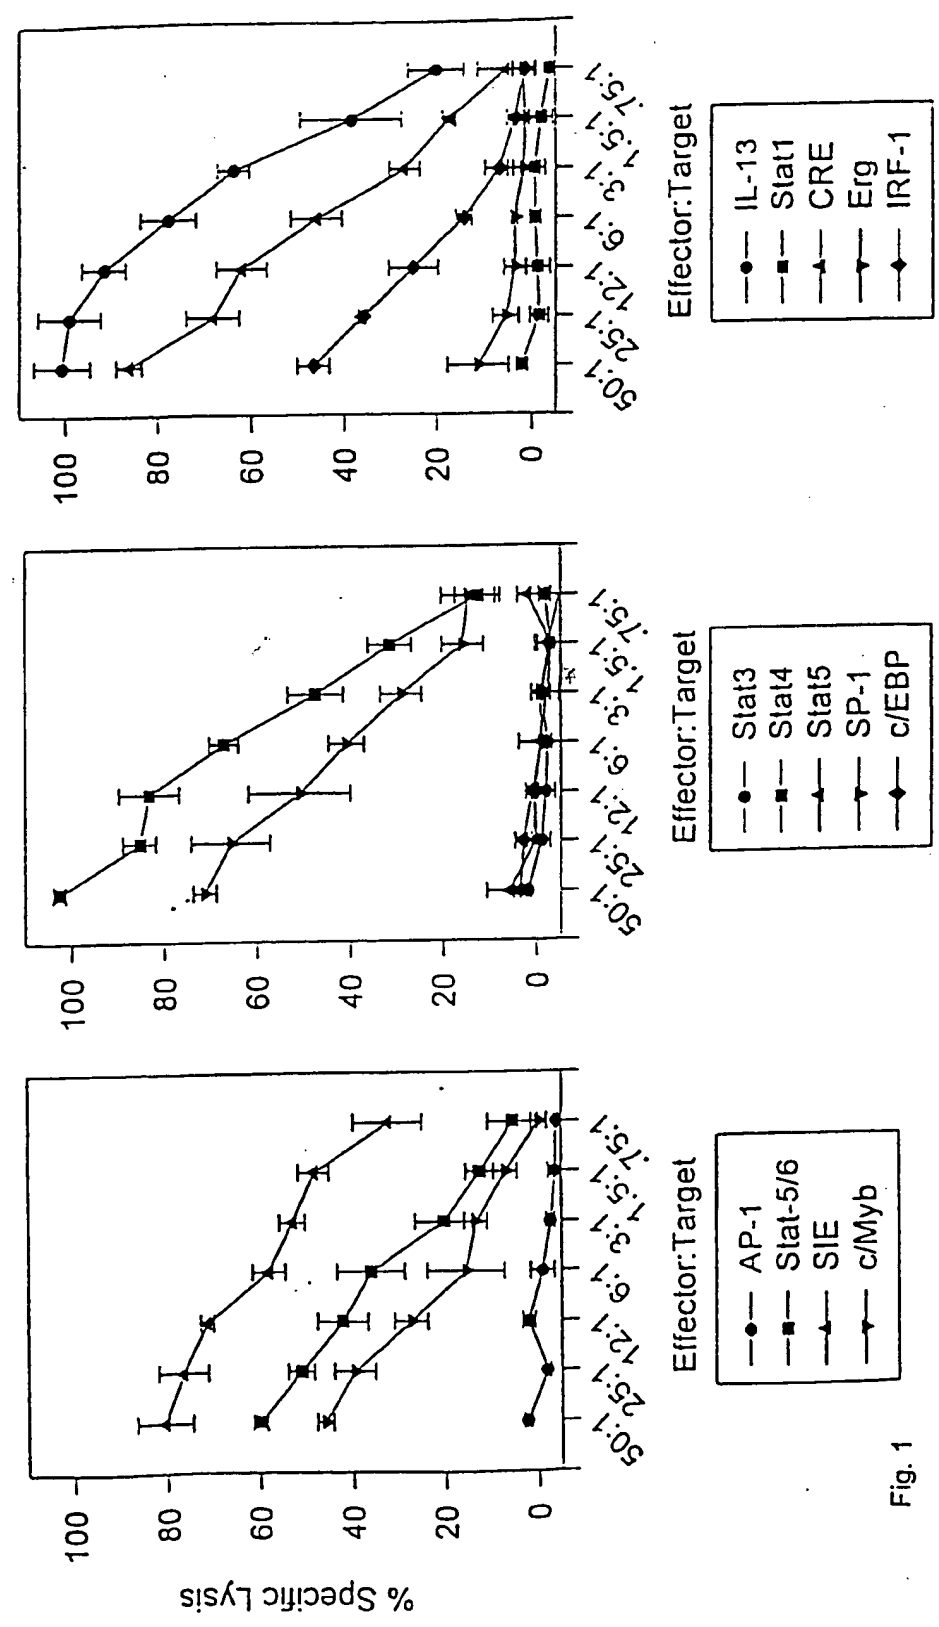 % Specific Lysis
100
80
60
40
20
0
50:1 25:1 12:1 6:1 3:1 1.5:1 .75:1
Effector:Target
AP-1
Stat-5/6
SIE
c/Myb
100
80
60
40
20
0
50:1 25:1 12:1 6:1 3:1 1.5:1 .75:1
Effector:Target
Stat3
Stat4
Stat5
SP-1
c/EBP
100
80
60
40
20
0
50:1 25:1 12:1 6:1 3:1 1.5:1 .75:1
Effector:Target
IL-13
Stat1
CRE
Erg
IRF-1
Fig. 1